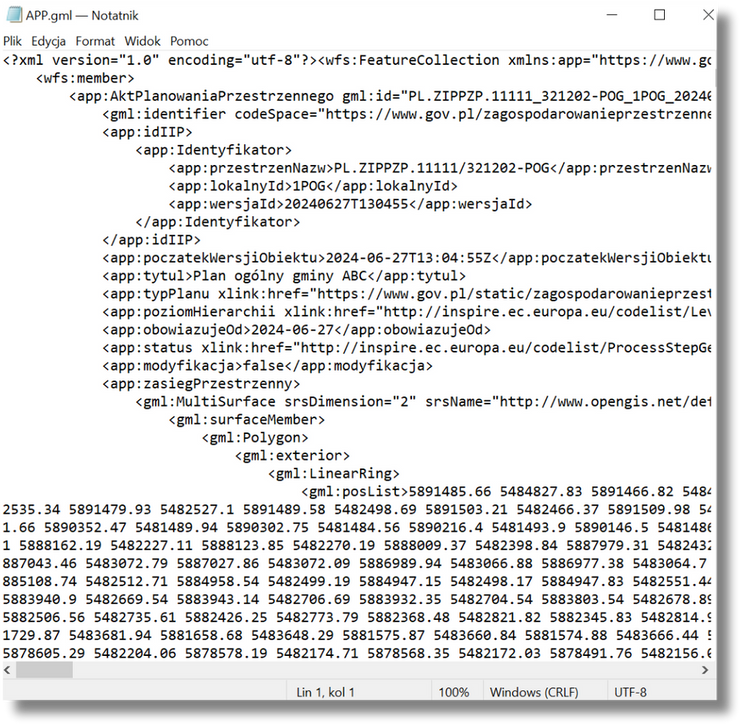 APP.gml — Notatnik
Plik Edycja Format Widok Pomoc
<?xml version="1.0" encoding="utf-8"?><wfs:FeatureCollection xmlns:app="https://www.go
<wfs:member>
<app:AktPlanowaniaPrzestrzennego gml:id="PL.ZIPPZP.11111_321202-POG_1POG_20240
<gml:identifier codeSpace="https://www.gov.pl/zagospodarowanieprzestrzenne
<app:idIIP>
<app:Identyfikator>
<app:przestrzenNazw>PL.ZIPPZP.11111/321202-POG</app:przestrzenNazw
<app:lokalnyId>1POG</app:lokalnyId>
<app:wersjaId>20240627T130455</app:wersjaId>
</app:Identyfikator>
</app:idIIP>
<app:poczatekWersjiObiektu>2024-06-27T13:04:55Z</app:poczatekWersjiObiektu
<app:tytul>Plan ogólny gminy ABC</app:tytul>
<app:typPlanu xlink:href="https://www.gov.pl/static/zagospodarowanieprzest
<app:poziomHierarchii xlink:href="http://inspire.ec.europa.eu/codelist/Lev
<app:obowiazujeOd>2024-06-27</app:obowiazujeOd>
<app:status xlink:href="http://inspire.ec.europa.eu/codelist/ProcessStepGe
<app:modyfikacja>false</app:modyfikacja>
<app:zasiegPrzestrzenny>
<gml:MultiSurface srsDimension="2" srsName="http://www.opengis.net/def
<gml:surfaceMember>
<gml:Polygon>
<gml:exterior>
<gml:LinearRing>
<gml:posList>5891485.66 5484827.83 5891466.82 5484
2535.34 5891479.93 5482527.1 5891489.58 5482498.69 5891503.21 5482466.37 5891509.98 54
1.66 5890352.47 5481489.94 5890302.75 5481484.56 5890216.4 5481493.9 5890146.5 5481486
1 5888162.19 5482227.11 5888123.85 5482270.19 5888009.37 5482398.84 5887979.31 5482432
887043.46 5483072.79 5887027.86 5483072.09 5886989.94 5483066.88 5886977.38 5483064.7
885108.74 5482512.71 5884958.54 5482499.19 5884947.15 5482498.17 5884947.83 5482551.44
5883940.9 5482669.54 5883943.14 5482706.69 5883932.35 5482704.54 5883803.54 5482678.89
5882506.56 5482735.61 5882426.25 5482773.79 5882368.48 5482821.82 5882345.83 5482814.9
1729.87 5483681.94 5881658.68 5483648.29 5881575.87 5483660.84 5881574.88 5483666.44 5
5878605.29 5482204.06 5878578.19 5482174.71 5878568.35 5482172.03 5878491.76 5482156.6
Lin 1, kol 1 100% Windows (CRLF) UTF-8